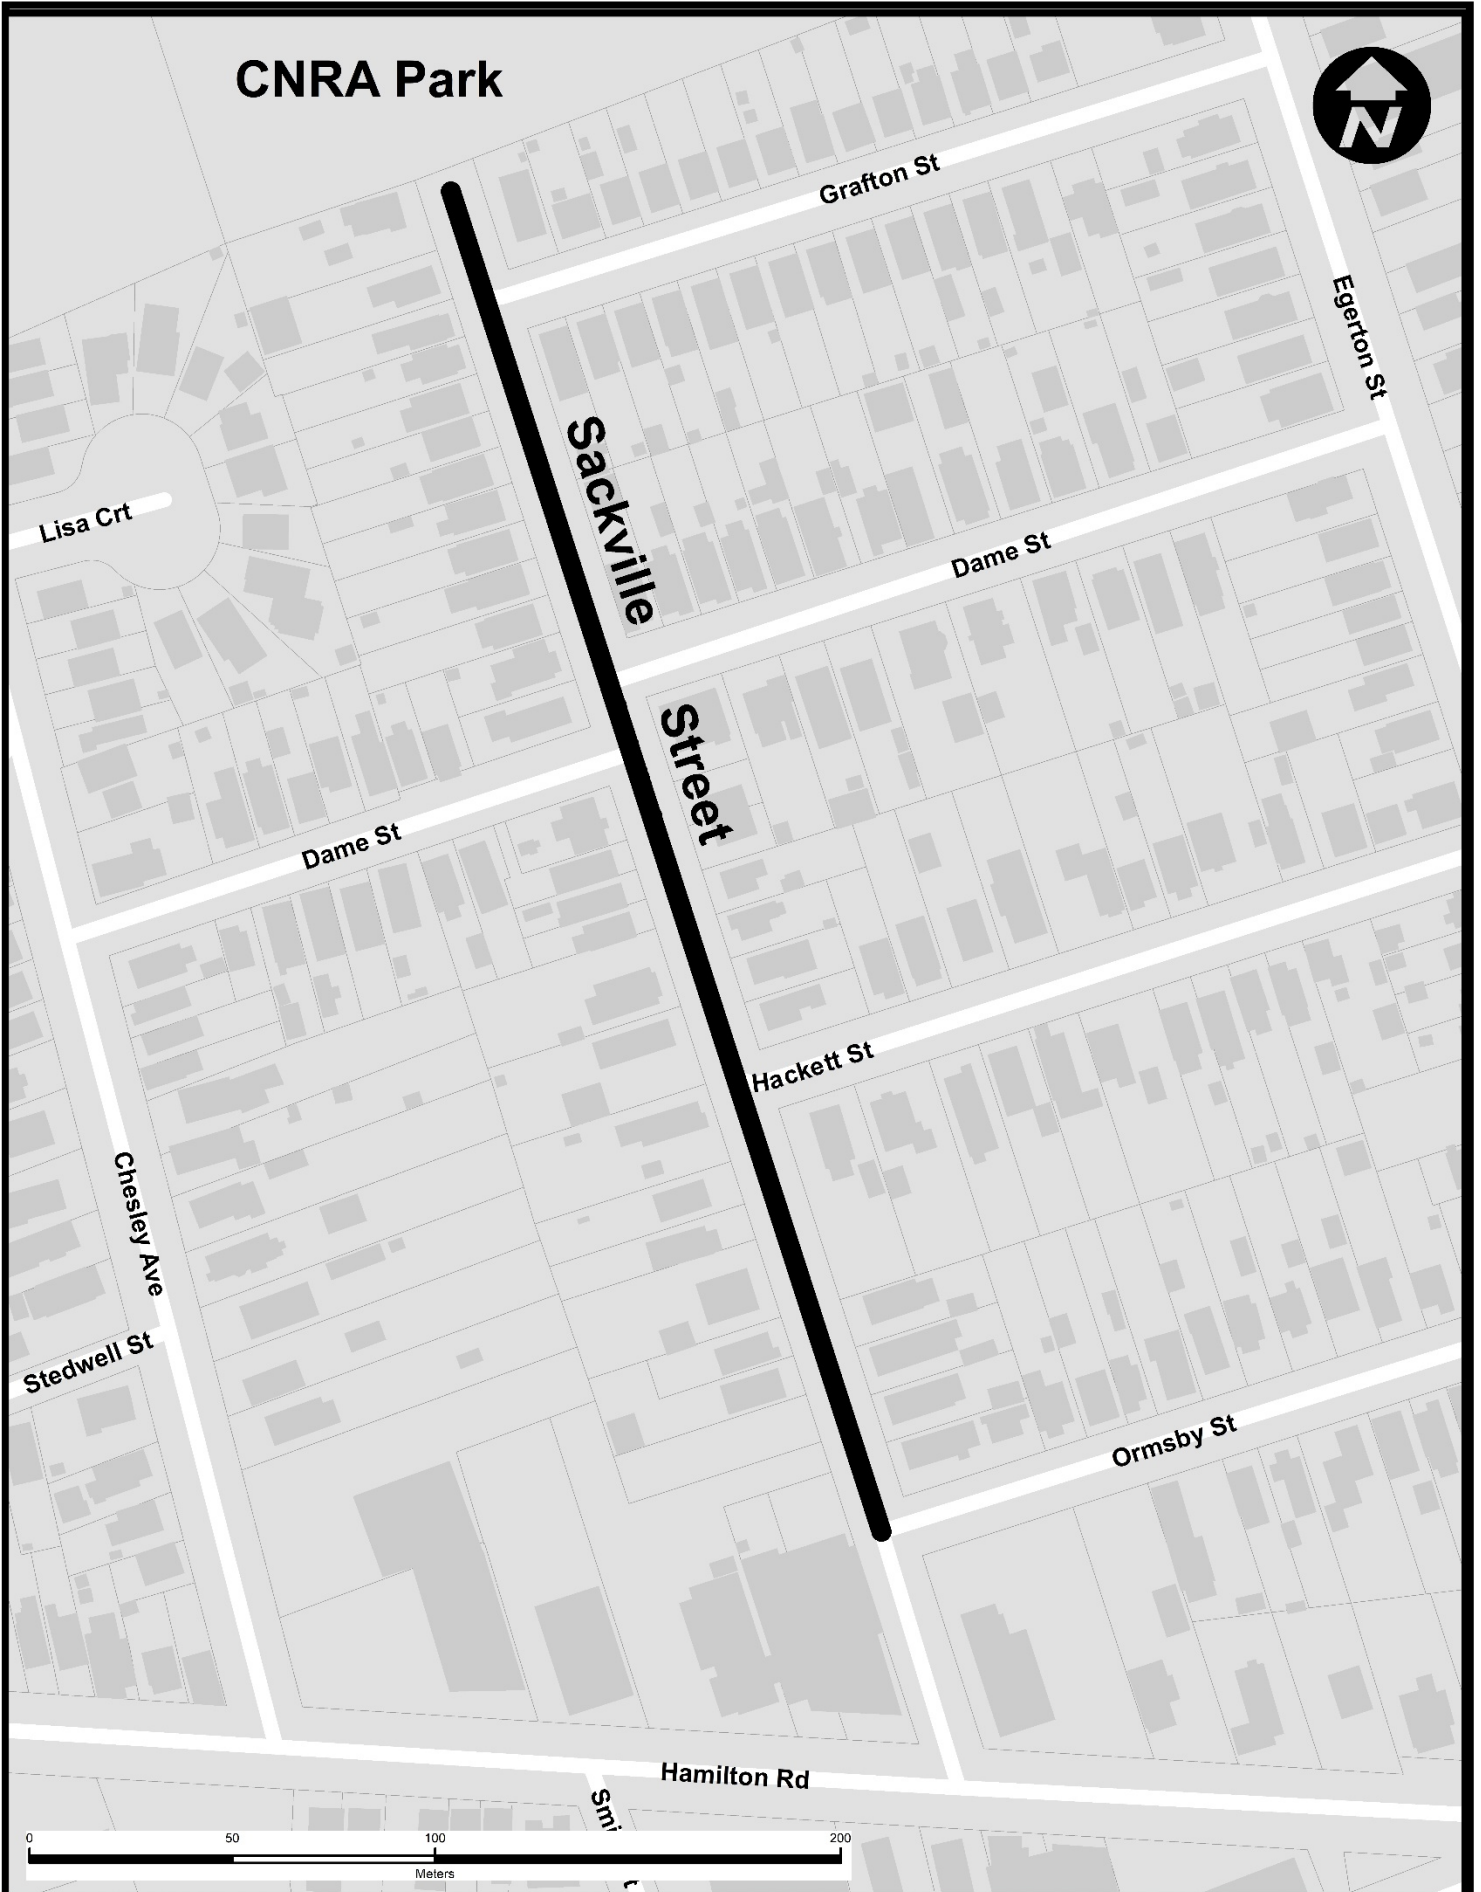 CNRA Park
N
Grafton St
Egerton St
Sackville
Street
Lisa Crt
Dame St
Dame St
Hackett St
Chesley Ave
Stedwell St
Ormsby St
Hamilton Rd
Smi
t
0 50 100 200
Meters